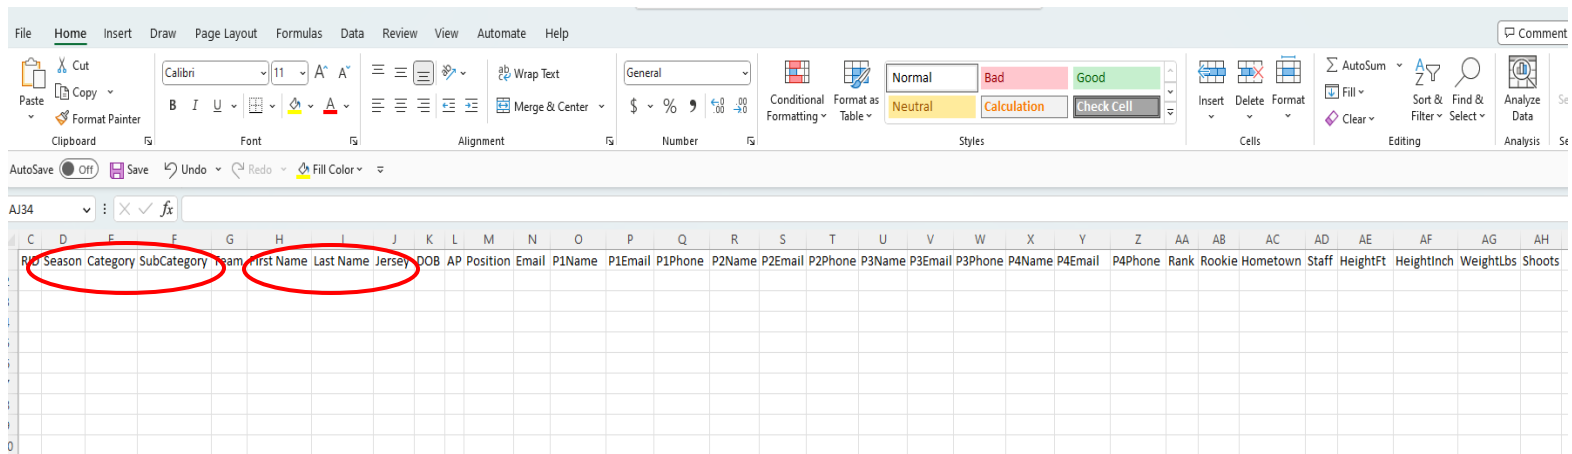 File Home Insert Draw Page Layout Formulas Data Review View Automate Help Comment
Cut
Copy
Format Painter
Paste
Clipboard
Calibri 11
B I U
Font
Wrap Text
Merge & Center
Alignment
General
$ % 9 .00 .00
Number
Conditional Formatting
Format as Table
Normal Bad Good
Neutral Calculation Check Cell
Styles
Insert Delete Format
Cells
AutoSum
Fill
Clear
Sort & Filter
Find & Select
Editing
Analyze Data
Analysis
AutoSave Off Save Undo Redo Fill Color
AJ34 fx
C D E F G H I J K L M N O P Q R S T U V W X Y Z AA AB AC AD AE AF AG AH
RID Season Category SubCategory Team First Name Last Name Jersey DOB AP Position Email P1Name P1Email P1Phone P2Name P2Email P2Phone P3Name P3Email P3Phone P4Name P4Email P4Phone Rank Rookie Hometown Staff HeightFt HeightInch WeightLbs Shoots